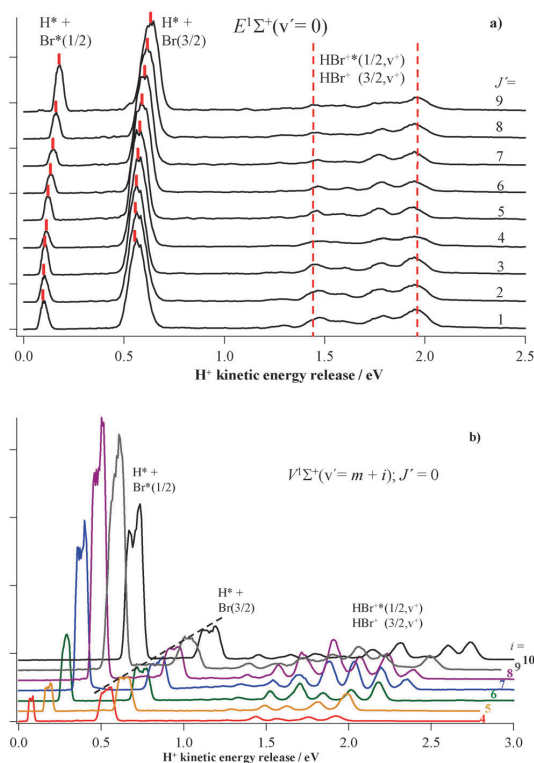 H* +
Br*(1/2)
H* +
Br(3/2)
E¹Σ⁺(v´= 0)
a)
HBr⁺*(1/2,v⁺)
HBr⁺ (3/2,v⁺)
J´=
9
8
7
6
5
4
3
2
1
0.0 0.5 1.0 1.5 2.0 2.5
H⁺ kinetic energy release / eV
b)
H* +
Br*(1/2)
V¹Σ⁺(v´= m + i); J´ = 0
H* +
Br(3/2)
HBr⁺*(1/2,v⁺)
HBr⁺ (3/2,v⁺)
i =
10
9
8
7
6
5
4
0.0 0.5 1.0 1.5 2.0 2.5 3.0
H⁺ kinetic energy release / eV